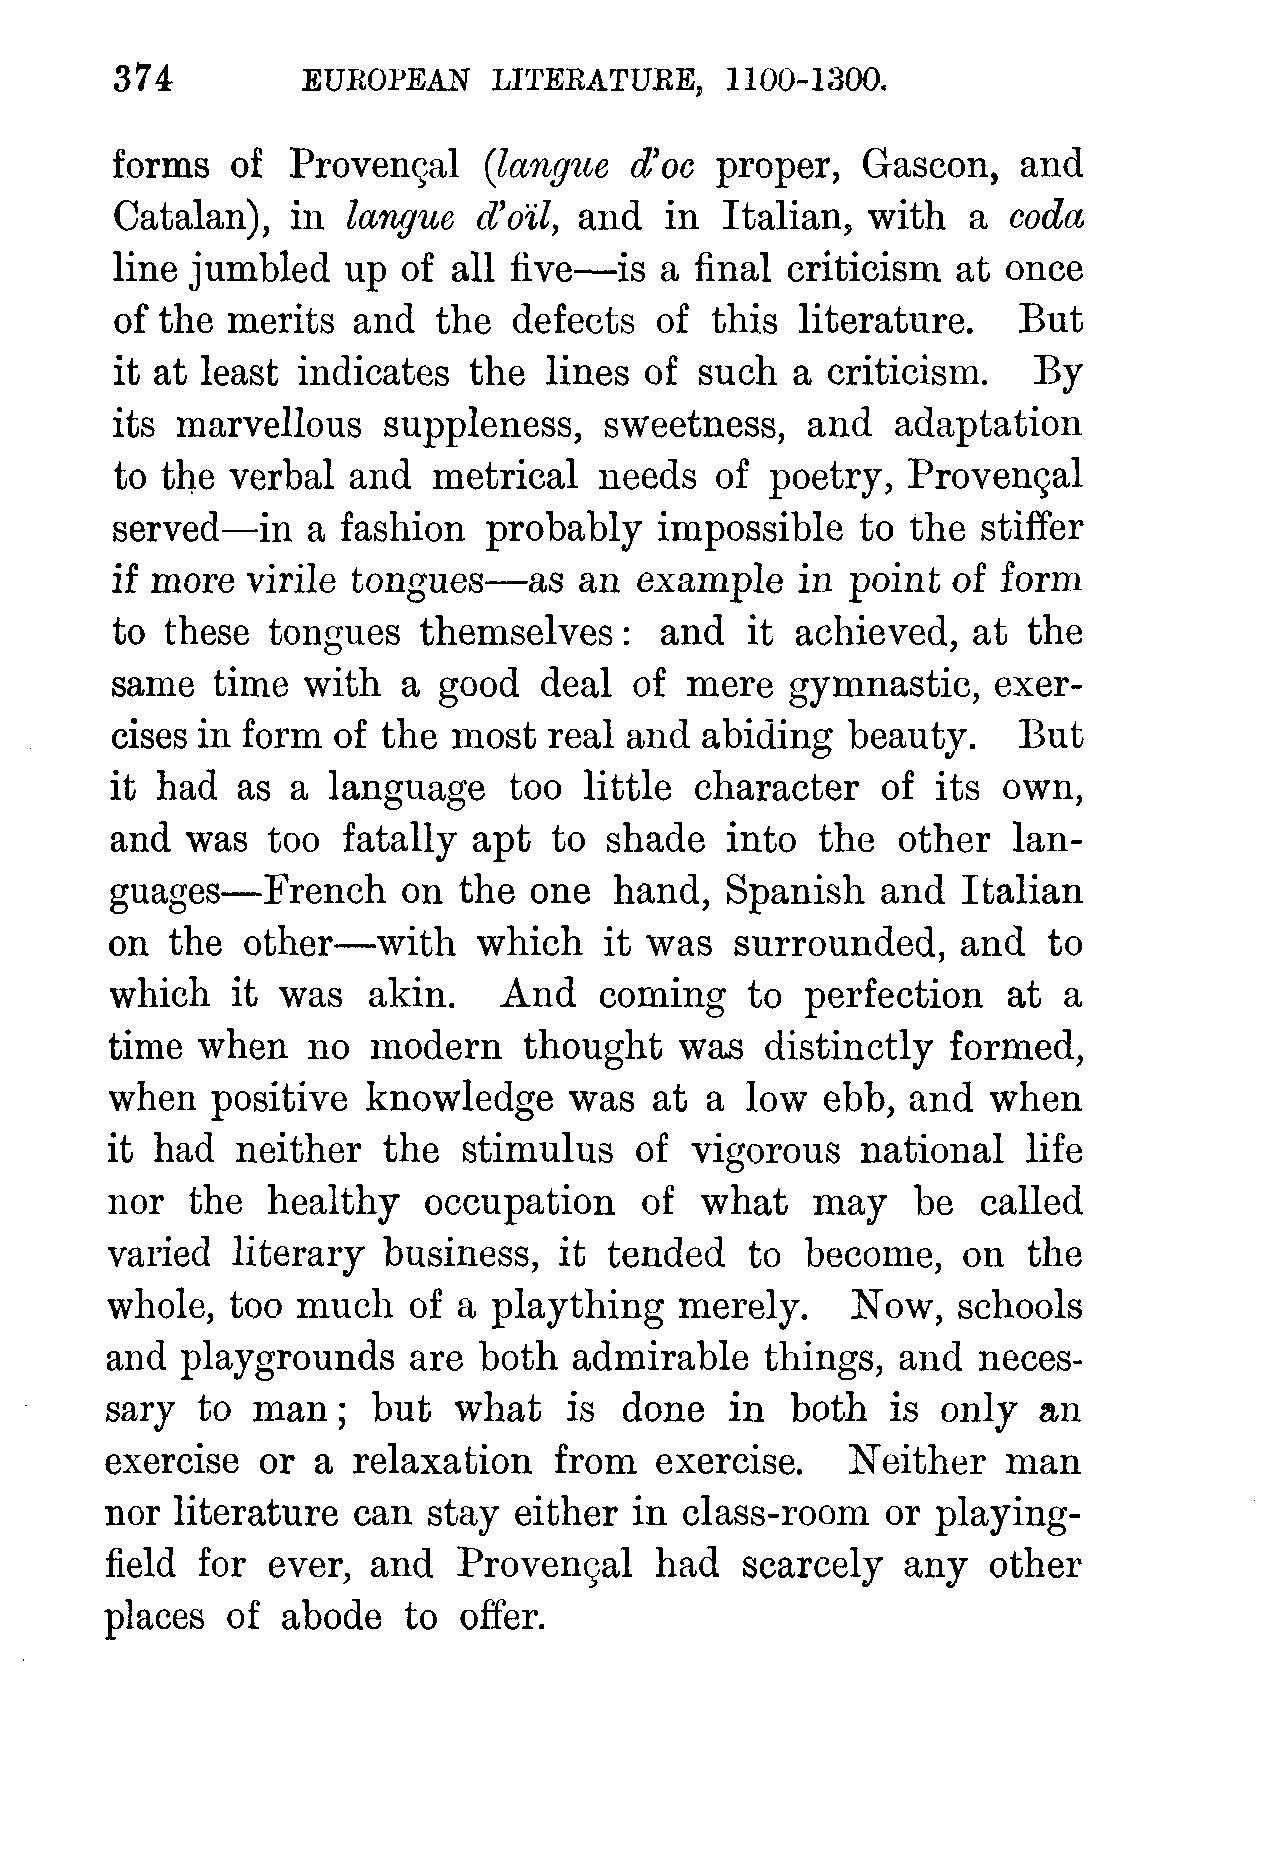 374 EUROPEAN LITERATURE, 1100-1300.
forms of Provençal (langue d'oc proper, Gascon, and
Catalan), in langue d'oïl, and in Italian, with a coda
line jumbled up of all five—is a final criticism at once
of the merits and the defects of this literature. But
it at least indicates the lines of such a criticism. By
its marvellous suppleness, sweetness, and adaptation
to the verbal and metrical needs of poetry, Provençal
served—in a fashion probably impossible to the stiffer
if more virile tongues—as an example in point of form
to these tongues themselves: and it achieved, at the
same time with a good deal of mere gymnastic, exer-
cises in form of the most real and abiding beauty. But
it had as a language too little character of its own,
and was too fatally apt to shade into the other lan-
guages—French on the one hand, Spanish and Italian
on the other—with which it was surrounded, and to
which it was akin. And coming to perfection at a
time when no modern thought was distinctly formed,
when positive knowledge was at a low ebb, and when
it had neither the stimulus of vigorous national life
nor the healthy occupation of what may be called
varied literary business, it tended to become, on the
whole, too much of a plaything merely. Now, schools
and playgrounds are both admirable things, and neces-
sary to man; but what is done in both is only an
exercise or a relaxation from exercise. Neither man
nor literature can stay either in class-room or playing-
field for ever, and Provençal had scarcely any other
places of abode to offer.